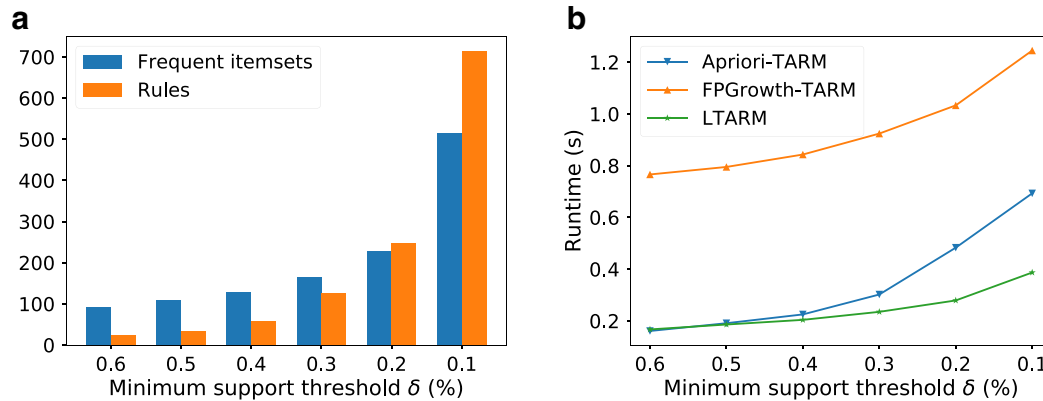 a
700
600
500
400
300
200
100
0
Frequent itemsets
Rules
0.6 0.5 0.4 0.3 0.2 0.1
Minimum support threshold δ (%)
b
Runtime (s)
1.2
1.0
0.8
0.6
0.4
0.2
Apriori-TARM
FPGrowth-TARM
LTARM
0.6 0.5 0.4 0.3 0.2 0.1
Minimum support threshold δ (%)